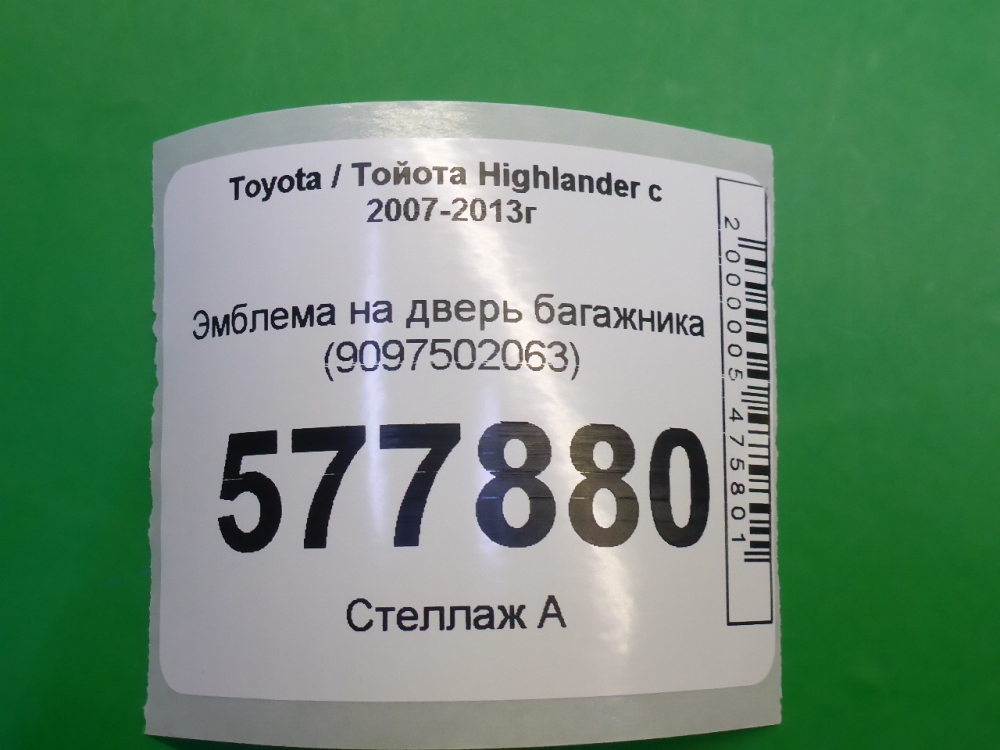 Toyota / Тойота Highlander с
2007-2013г
Эмблема на дверь багажника
(9097502063)
577880
Стеллаж А
2000005475801